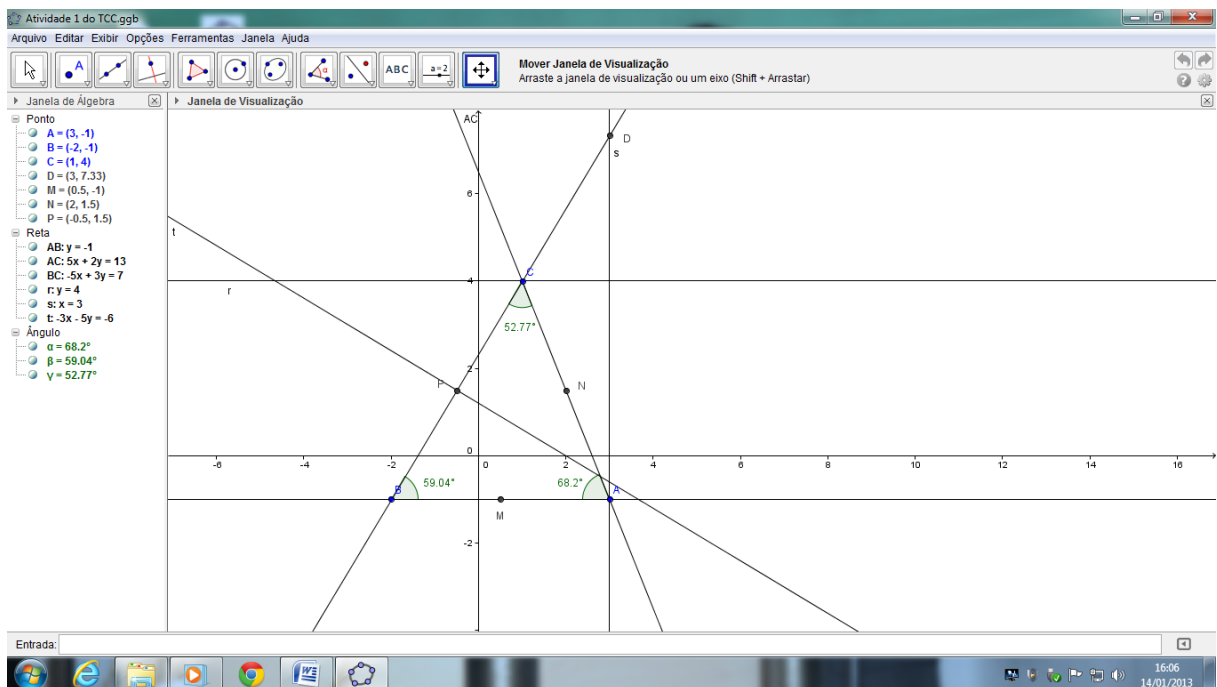 Atividade 1 do TCC.ggb
Arquivo Editar Exibir Opções Ferramentas Janela Ajuda
A
α
ABC
a=2
Mover Janela de Visualização
Arraste a janela de visualização ou um eixo (Shift + Arrastar)
Janela de Álgebra
Ponto
A = (3, -1)
B = (-2, -1)
C = (1, 4)
D = (3, 7.33)
M = (0.5, -1)
N = (2, 1.5)
P = (-0.5, 1.5)
Reta
AB: y = -1
AC: 5x + 2y = 13
BC: -5x + 3y = 7
r: y = 4
s: x = 3
t: -3x - 5y = -6
Ângulo
α = 68.2°
β = 59.04°
γ = 52.77°
Janela de Visualização
AC
D
s
6
t
C
4
r
52.77°
2
P
N
0
-6 -4 -2 0 2 4 6 8 10 12 14 16
B
59.04°
68.2°
A
M
-2
Entrada:
16:06
14/01/2013